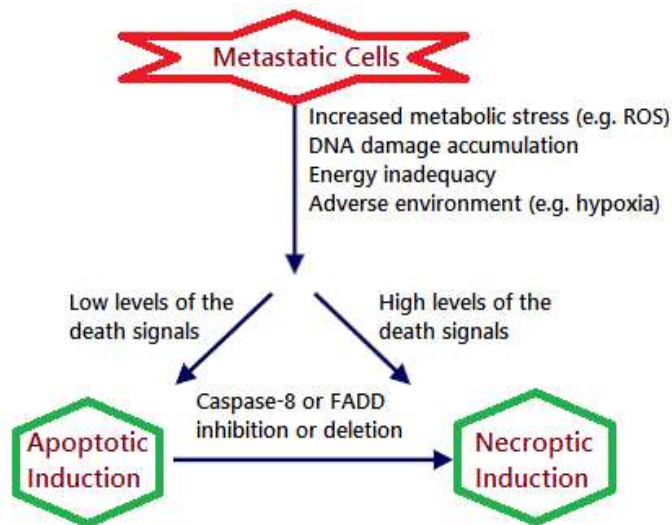 Metastatic Cells
Increased metabolic stress (e.g. ROS)
DNA damage accumulation
Energy inadequacy
Adverse environment (e.g. hypoxia)
Low levels of the
death signals
High levels of the
death signals
Caspase-8 or FADD
inhibition or deletion
Apoptotic
Induction
Necroptic
Induction